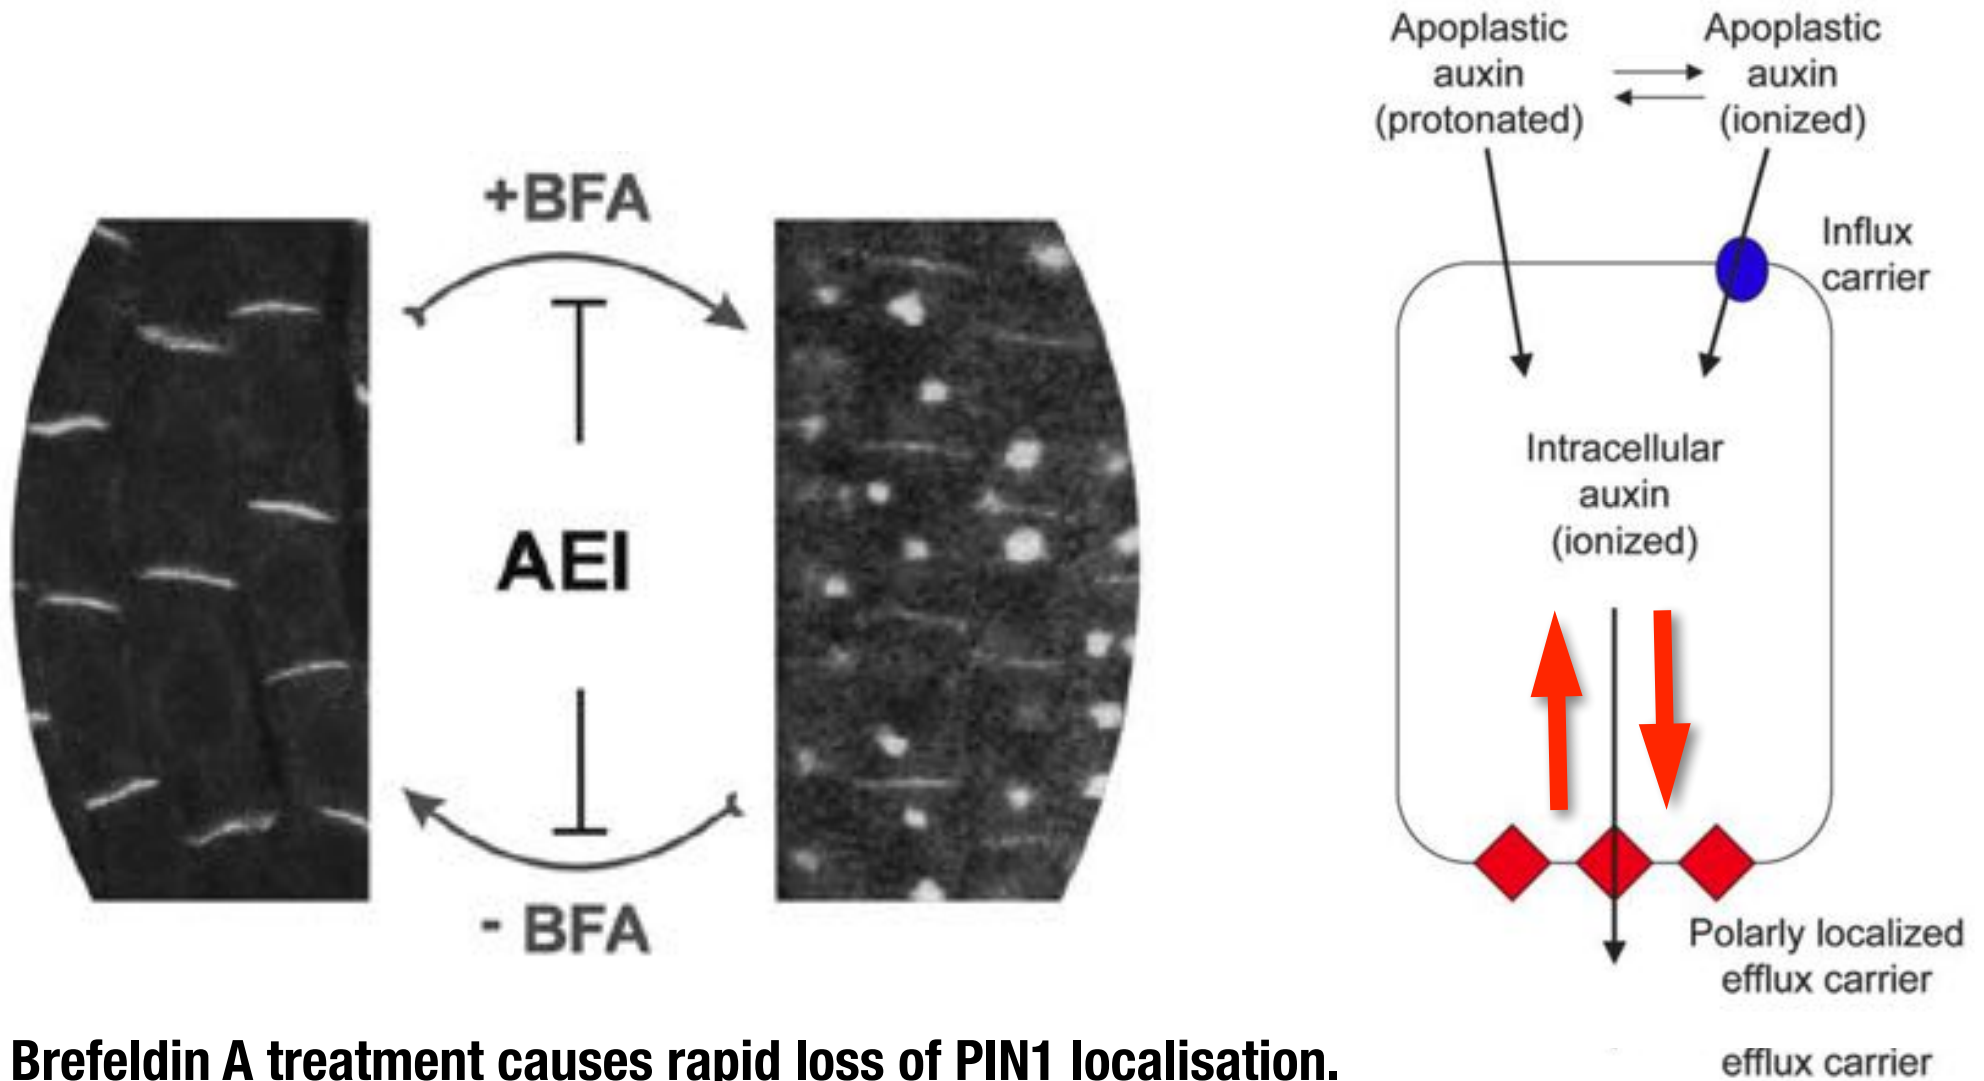 +BFA
AEI
- BFA
Apoplastic
auxin
(protonated)
Apoplastic
auxin
(ionized)
Influx
carrier
Intracellular
auxin
(ionized)
Polarly localized
efflux carrier
efflux carrier
Brefeldin A treatment causes rapid loss of PIN1 localisation.